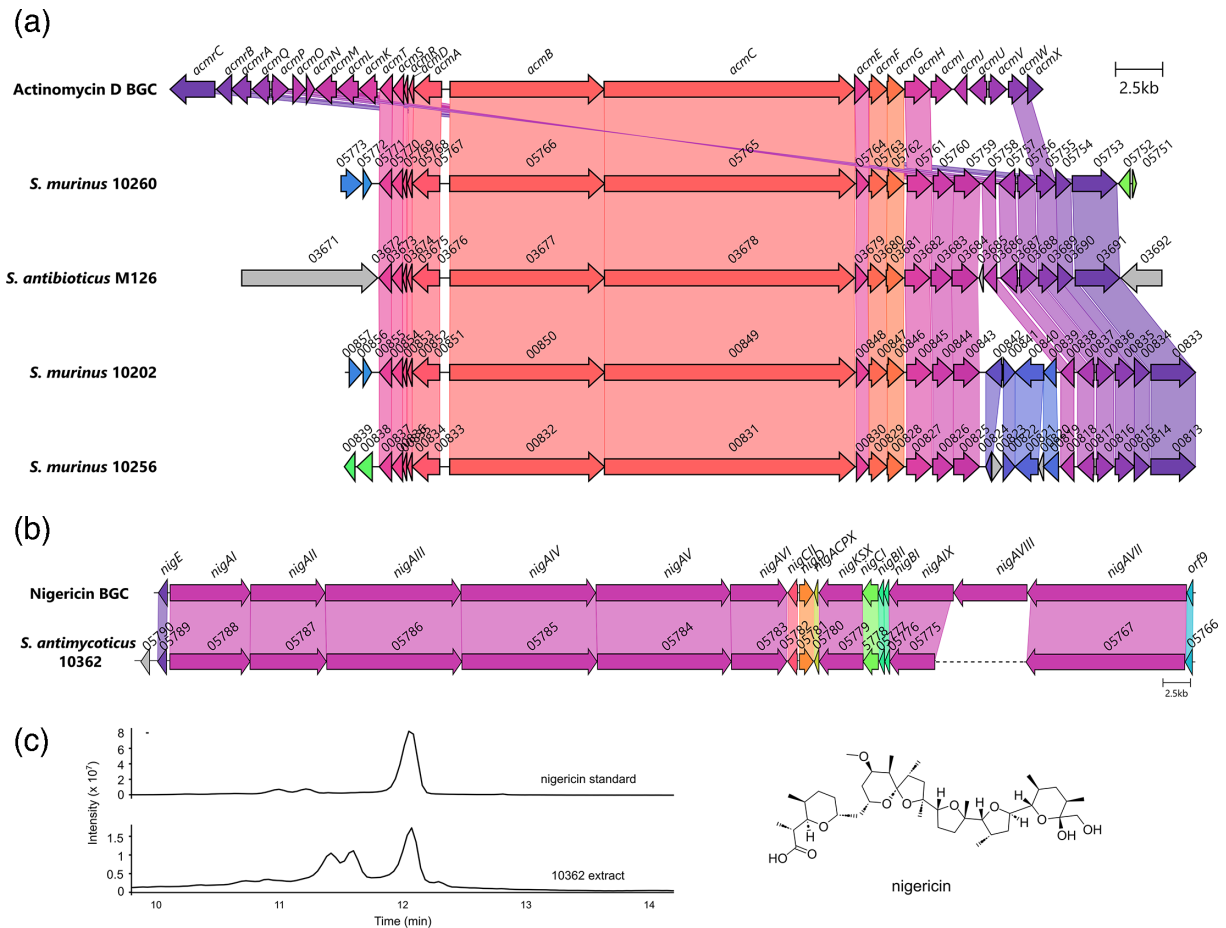 (a)
acmrC acmrB acmrA acmQ acmP acmO acmN acmM acmL acmK acmT acmS acmR acmD acmA acmB acmC acmE acmF acmG acmH acmI acmJ acmU acmV acmW acmX
Actinomycin D BGC
2.5kb
05773 05772 05771 05770 05769 05768 05767 05766 05765 05764 05763 05762 05761 05760 05759 05758 05757 05756 05755 05754 05753 05752 05751
S. murinus 10260
03671 03672 03673 03674 03675 03676 03677 03678 03679 03680 03681 03682 03683 03684 03685 03686 03687 03688 03689 03690 03691 03692
S. antibioticus M126
00857 00856 00855 00854 00853 00852 00851 00850 00849 00848 00847 00846 00845 00844 00843 00842 00841 00840 00839 00838 00837 00836 00835 00834 00833
S. murinus 10202
00839 00838 00837 00834 00833 00832 00831 00830 00829 00828 00827 00826 00825 00824 00823 00822 00820 00819 00818 00817 00816 00815 00814 00813
S. murinus 10256
(b)
nigE nigAI nigAII nigAIII nigAIV nigAV nigAVI nigCII nigD nigACPX nigKSX nigCI nigBII nigBI nigAIX nigAVIII nigAVII orf9
Nigericin BGC
05790 05789 05788 05787 05786 05785 05784 05783 05782 05781 05780 05779 05778 05777 05776 05775 05767 05766
S. antimycoticus
10362
2.5kb
(c)
Intensity (x 10⁷)
8
6
4
2
0
nigericin standard
1.5
1
0.5
0
10362 extract
10 11 12 13 14
Time (min)
O
O
O
O
O
O
H
H
H
H
H
O
OH
OH
HO
O
nigericin